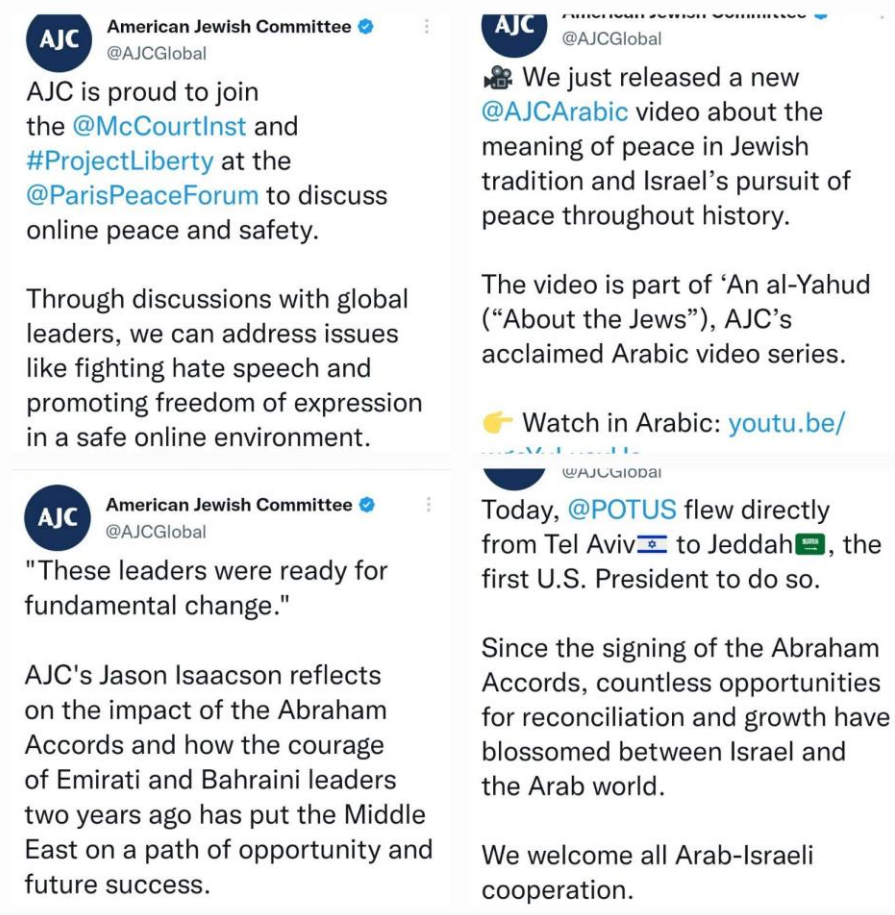 AJC
American Jewish Committee
@AJCGlobal
AJC is proud to join
the @McCourtInst and
#ProjectLiberty at the
@ParisPeaceForum to discuss
online peace and safety.
Through discussions with global
leaders, we can address issues
like fighting hate speech and
promoting freedom of expression
in a safe online environment.
AJC
American Jewish Committee
@AJCGlobal
🎥 We just released a new
@AJCArabic video about the
meaning of peace in Jewish
tradition and Israel's pursuit of
peace throughout history.
The video is part of 'An al-Yahud
("About the Jews"), AJC's
acclaimed Arabic video series.
👉 Watch in Arabic: youtu.be/
AJC
American Jewish Committee
@AJCGlobal
"These leaders were ready for
fundamental change."
AJC's Jason Isaacson reflects
on the impact of the Abraham
Accords and how the courage
of Emirati and Bahraini leaders
two years ago has put the Middle
East on a path of opportunity and
future success.
@AJCGlobal
Today, @POTUS flew directly
from Tel Aviv🇮🇱 to Jeddah🇸🇦, the
first U.S. President to do so.
Since the signing of the Abraham
Accords, countless opportunities
for reconciliation and growth have
blossomed between Israel and
the Arab world.
We welcome all Arab-Israeli
cooperation.